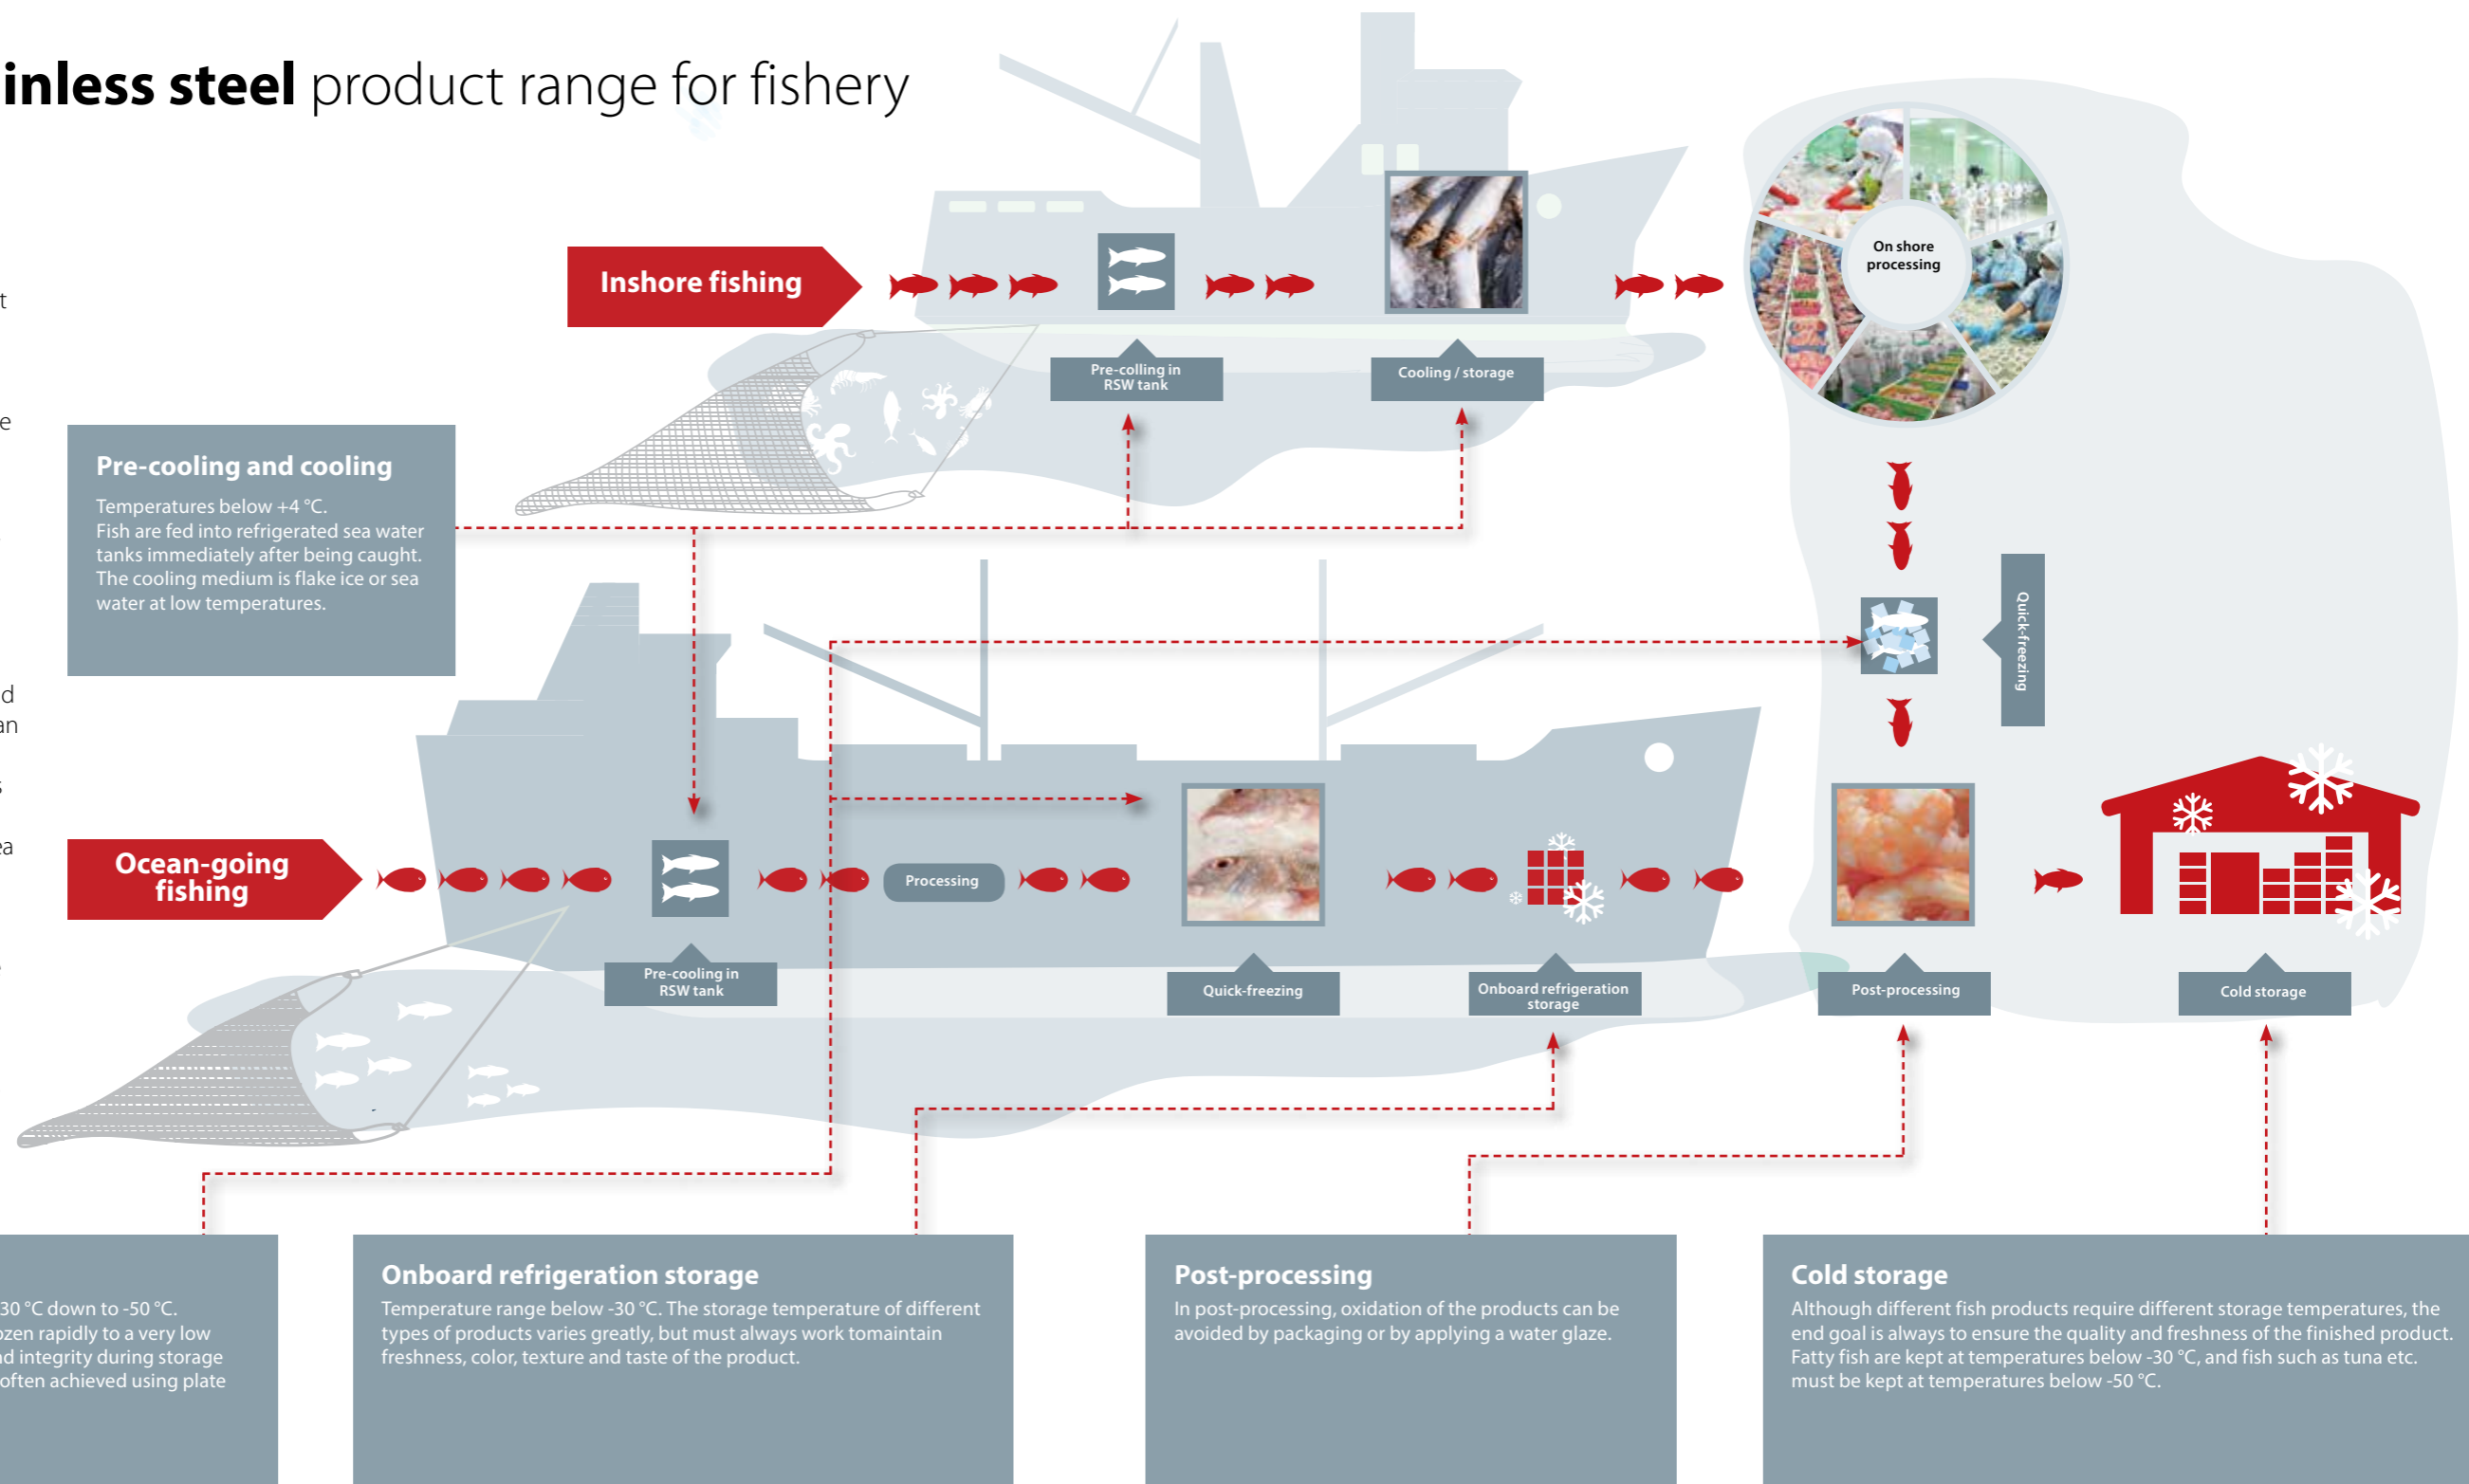 inless steel product range for fishery
Inshore fishing
On shore
processing
Pre-colling in
RSW tank
Cooling / storage
t
e
Pre-cooling and cooling
Temperatures below +4 °C.
Fish are fed into refrigerated sea water
tanks immediately after being caught.
The cooling medium is flake ice or sea
water at low temperatures.
Quick-freezing
d
an
s
ea
Ocean-going
fishing
Processing
Pre-cooling in
RSW tank
Quick-freezing
Onboard refrigeration
storage
Post-processing
Cold storage
30 °C down to -50 °C.
ozen rapidly to a very low
nd integrity during storage
often achieved using plate
Onboard refrigeration storage
Temperature range below -30 °C. The storage temperature of different
types of products varies greatly, but must always work tomaintain
freshness, color, texture and taste of the product.
Post-processing
In post-processing, oxidation of the products can be
avoided by packaging or by applying a water glaze.
Cold storage
Although different fish products require different storage temperatures, the
end goal is always to ensure the quality and freshness of the finished product.
Fatty fish are kept at temperatures below -30 °C, and fish such as tuna etc.
must be kept at temperatures below -50 °C.